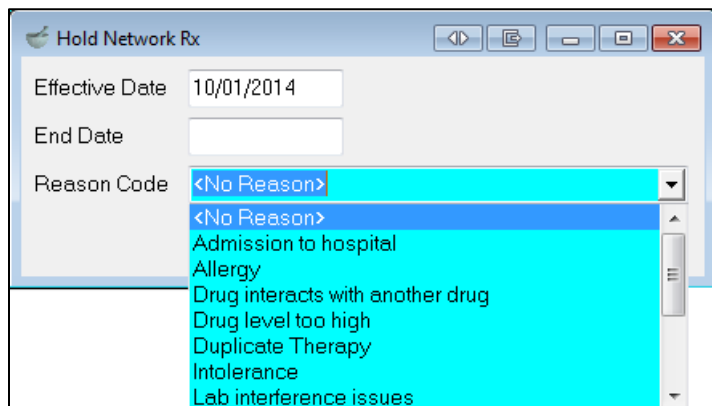 Hold Network Rx
Effective Date 10/01/2014
End Date
Reason Code <No Reason>
<No Reason>
Admission to hospital
Allergy
Drug interacts with another drug
Drug level too high
Duplicate Therapy
Intolerance
Lab interference issues